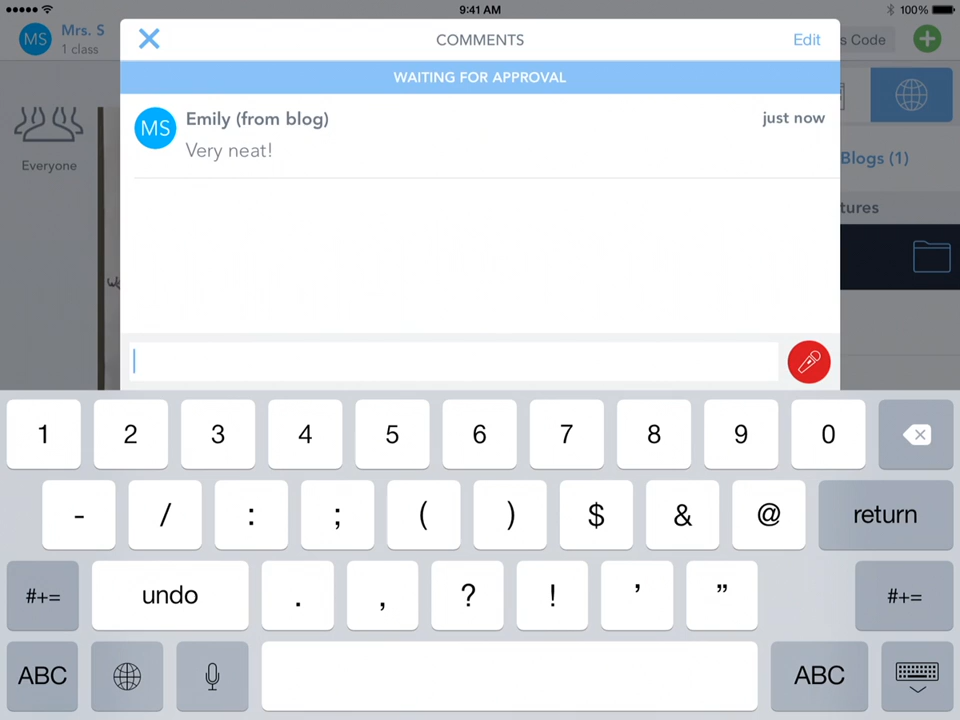 9:41 AM
100%
MS
Mrs. S
1 class
COMMENTS
Edit
s Code
WAITING FOR APPROVAL
MS
Emily (from blog)
just now
Very neat!
Everyone
Blogs (1)
tures
1 2 3 4 5 6 7 8 9 0
- / : ; ( ) $ & @ return
#+= undo . , ? ! ’ ” #+=
ABC ABC